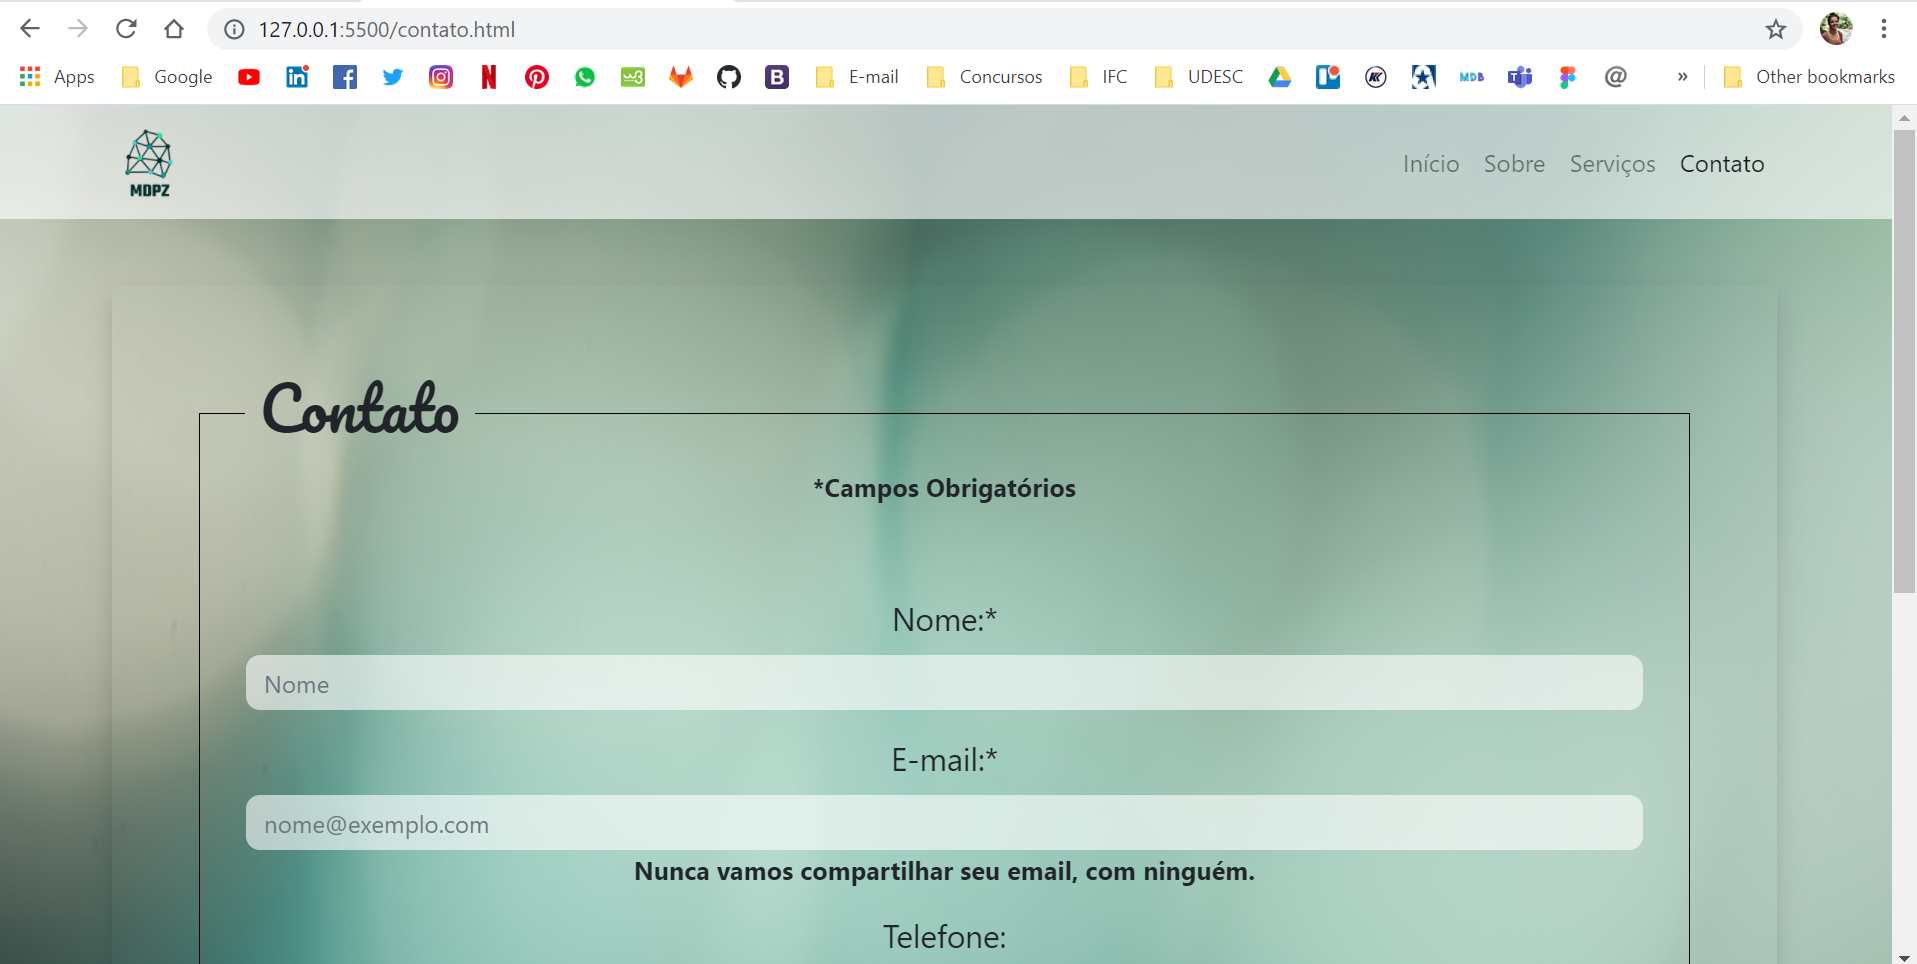 127.0.0.1:5500/contato.html
Apps Google E-mail Concursos IFC UDESC MDB » Other bookmarks
MDPZ
Início Sobre Serviços Contato
Contato
*Campos Obrigatórios
Nome:*
Nome
E-mail:*
nome@exemplo.com
Nunca vamos compartilhar seu email, com ninguém.
Telefone: